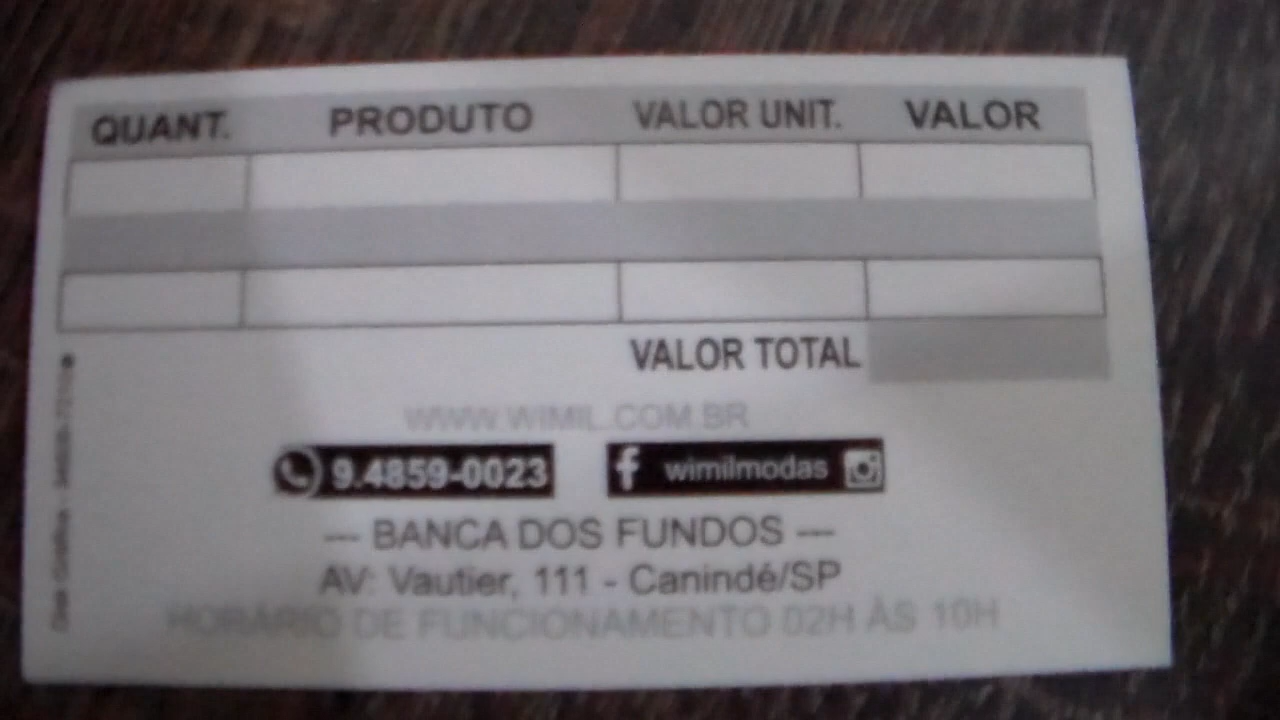 QUANT. PRODUTO VALOR UNIT. VALOR
VALOR TOTAL
WWW.WIMIL.COM.BR
9.4859-0023 wimilmodas
--- BANCA DOS FUNDOS ---
AV: Vautier, 111 - Canindé/SP
HORÁRIO DE FUNCIONAMENTO 02H ÀS 10H